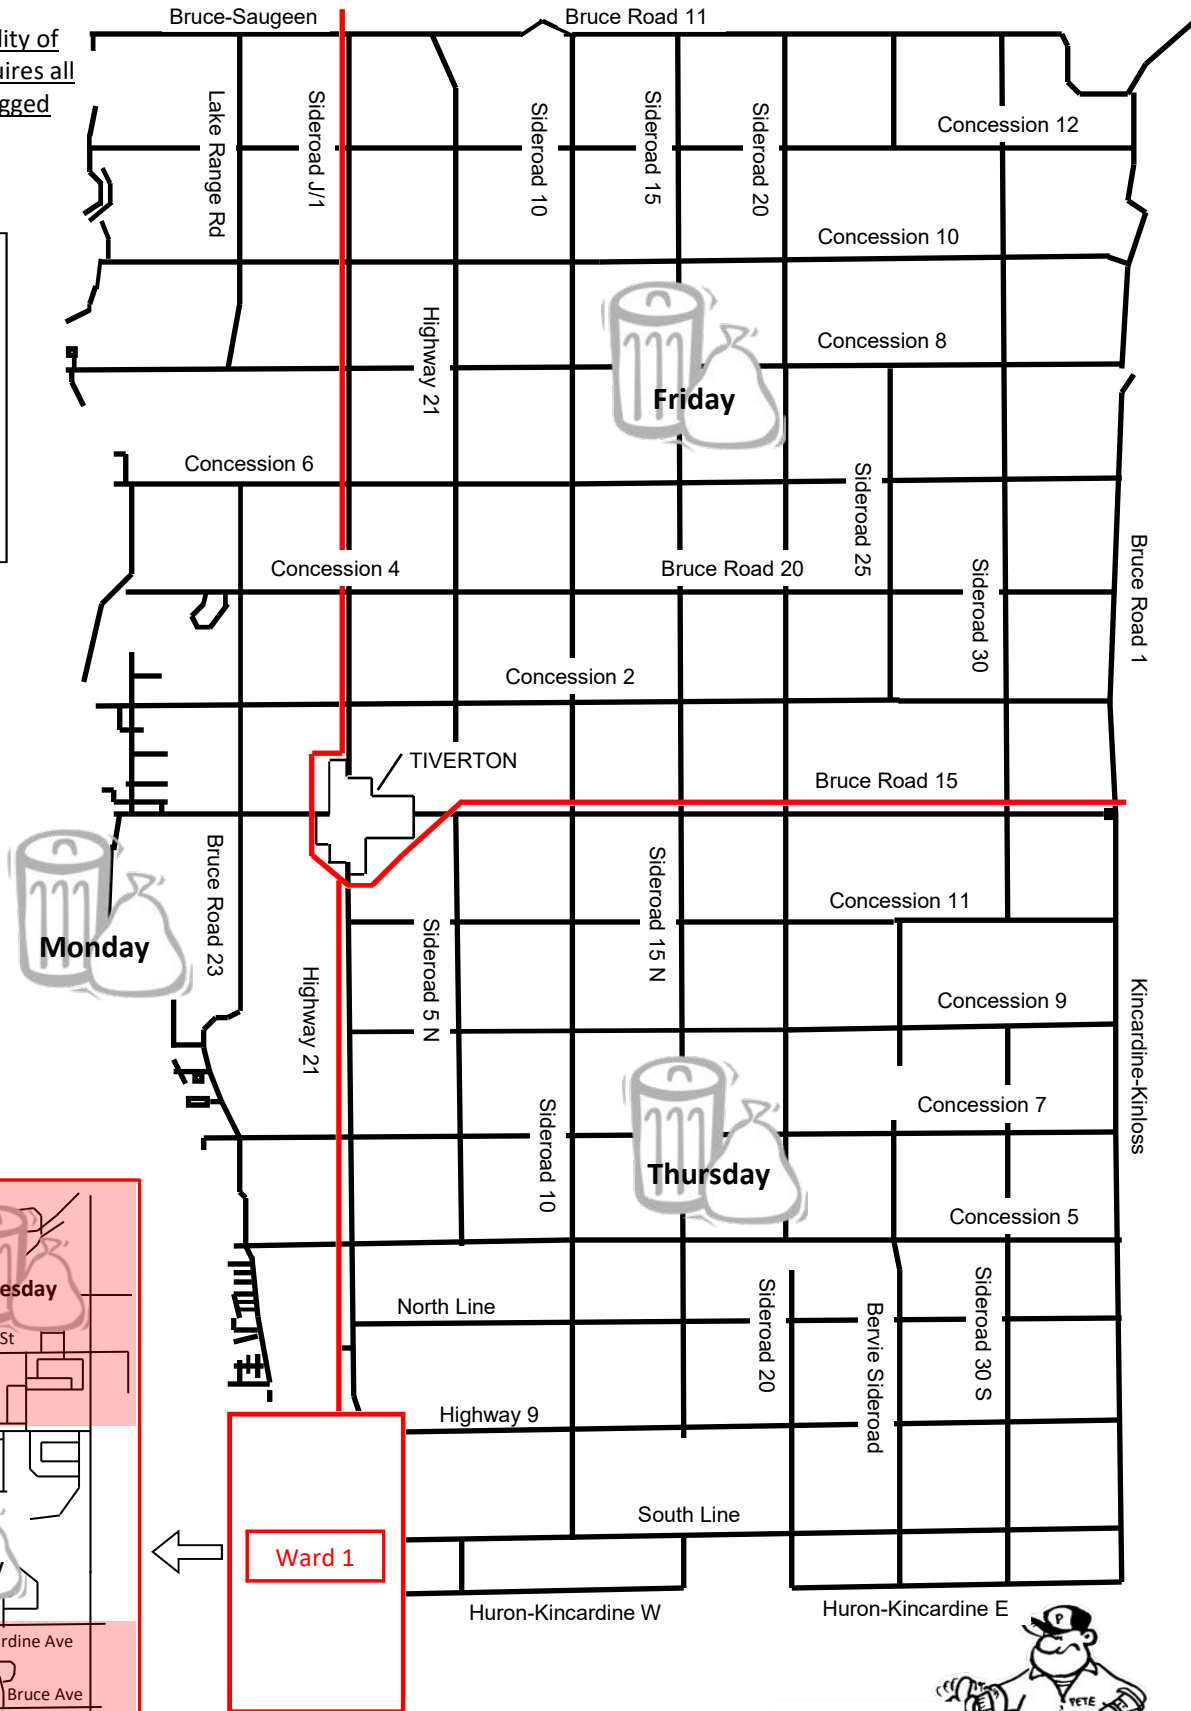 Bruce-Saugeen
Bruce Road 11
lity of
uires all
gged
Lake Range Rd
Sideroad J/1
Sideroad 10
Sideroad 15
Sideroad 20
Concession 12
Concession 10
Highway 21
Concession 8
Friday
Concession 6
Sideroad 25
Concession 4
Bruce Road 20
Sideroad 30
Bruce Road 1
Concession 2
TIVERTON
Bruce Road 15
Monday
Bruce Road 23
Sideroad 15 N
Concession 11
Sideroad 5 N
Highway 21
Concession 9
Kincardine-Kinloss
Sideroad 10
Concession 7
Thursday
Concession 5
esday
St
North Line
Sideroad 20
Bervie Sideroad
Sideroad 30 S
Highway 9
South Line
Ward 1
y
Huron-Kincardine W
Huron-Kincardine E
rdine Ave
Bruce Ave
P
PETE